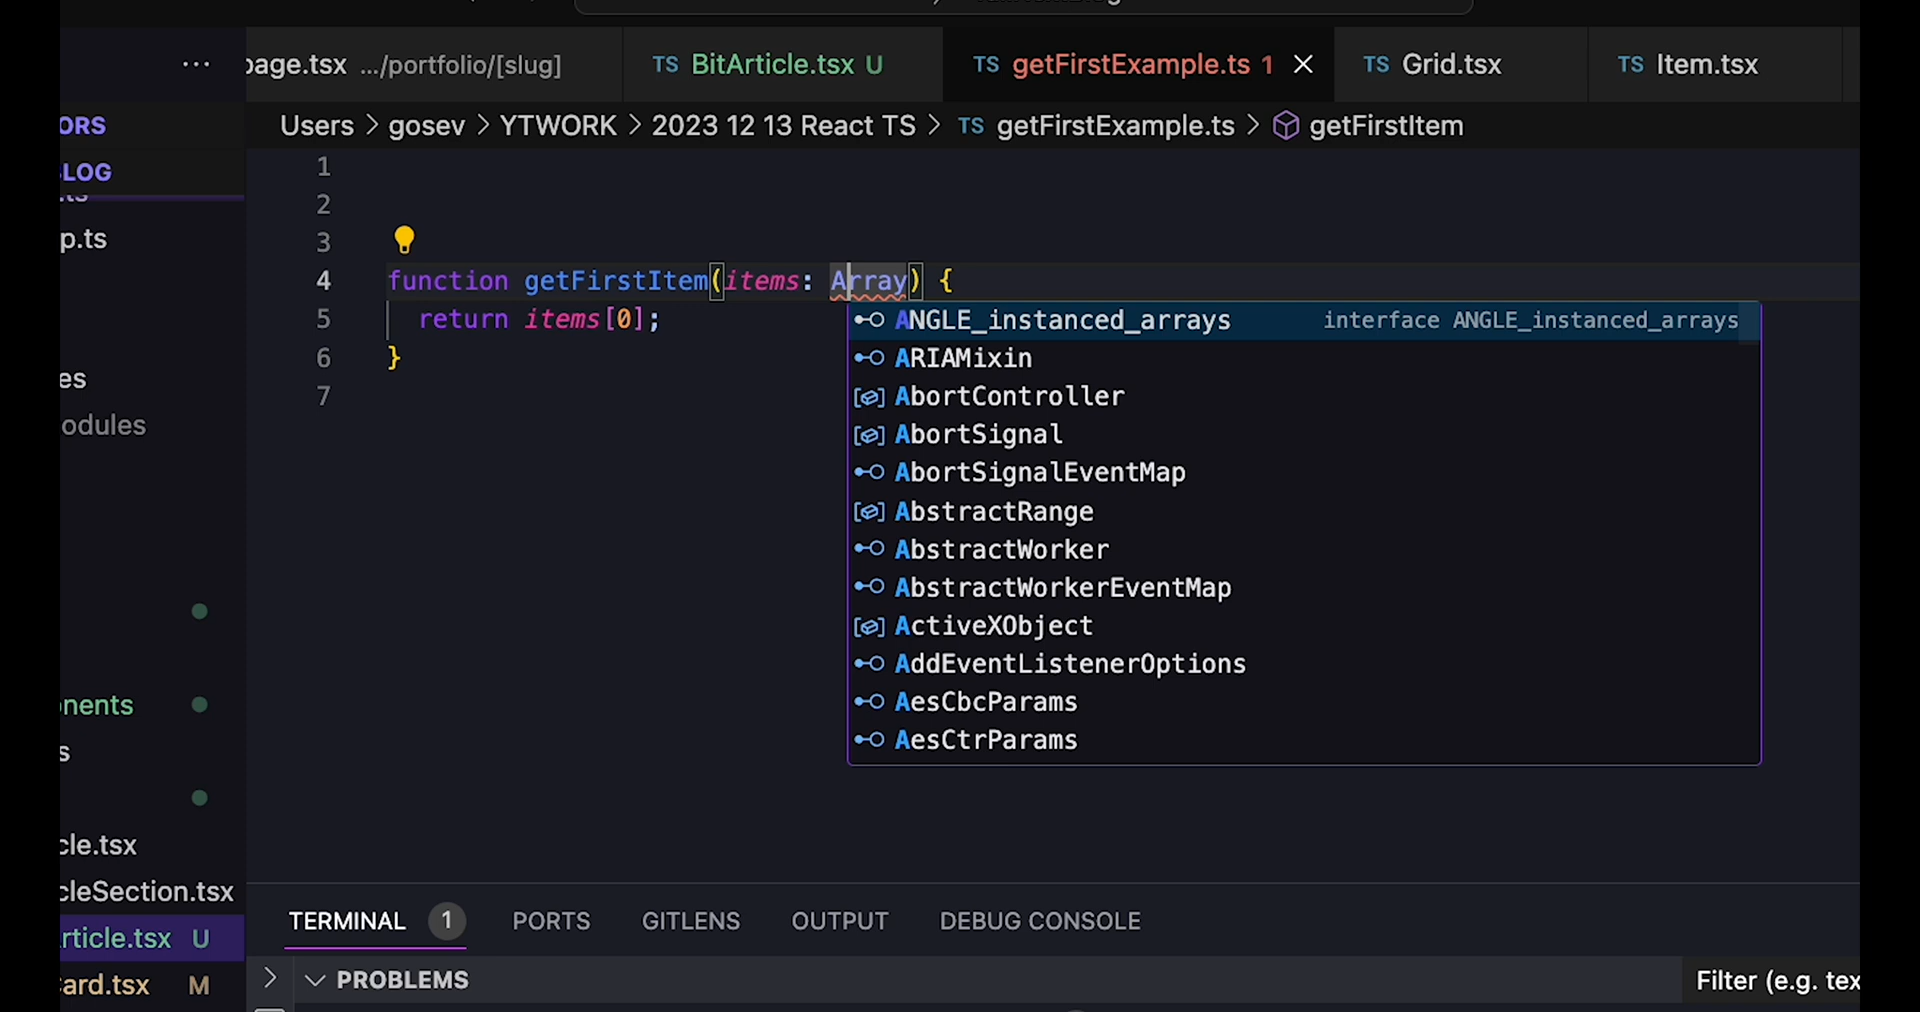 page.tsx .../portfolio/[slug] TS BitArticle.tsx U TS getFirstExample.ts 1 TS Grid.tsx TS Item.tsx
Users > gosev > YTWORK > 2023 12 13 React TS > TS getFirstExample.ts > getFirstItem
ORS
LOG
.ts
p.ts
es
odules
nents
s
cle.tsx
cleSection.tsx
rticle.tsx U
ard.tsx M
1
2
3
4 function getFirstItem(items: Array) {
5 return items[0];
6 }
7
ANGLE_instanced_arrays interface ANGLE_instanced_arrays
ARIAMixin
AbortController
AbortSignal
AbortSignalEventMap
AbstractRange
AbstractWorker
AbstractWorkerEventMap
ActiveXObject
AddEventListenerOptions
AesCbcParams
AesCtrParams
TERMINAL 1 PORTS GITLENS OUTPUT DEBUG CONSOLE
PROBLEMS Filter (e.g. tex